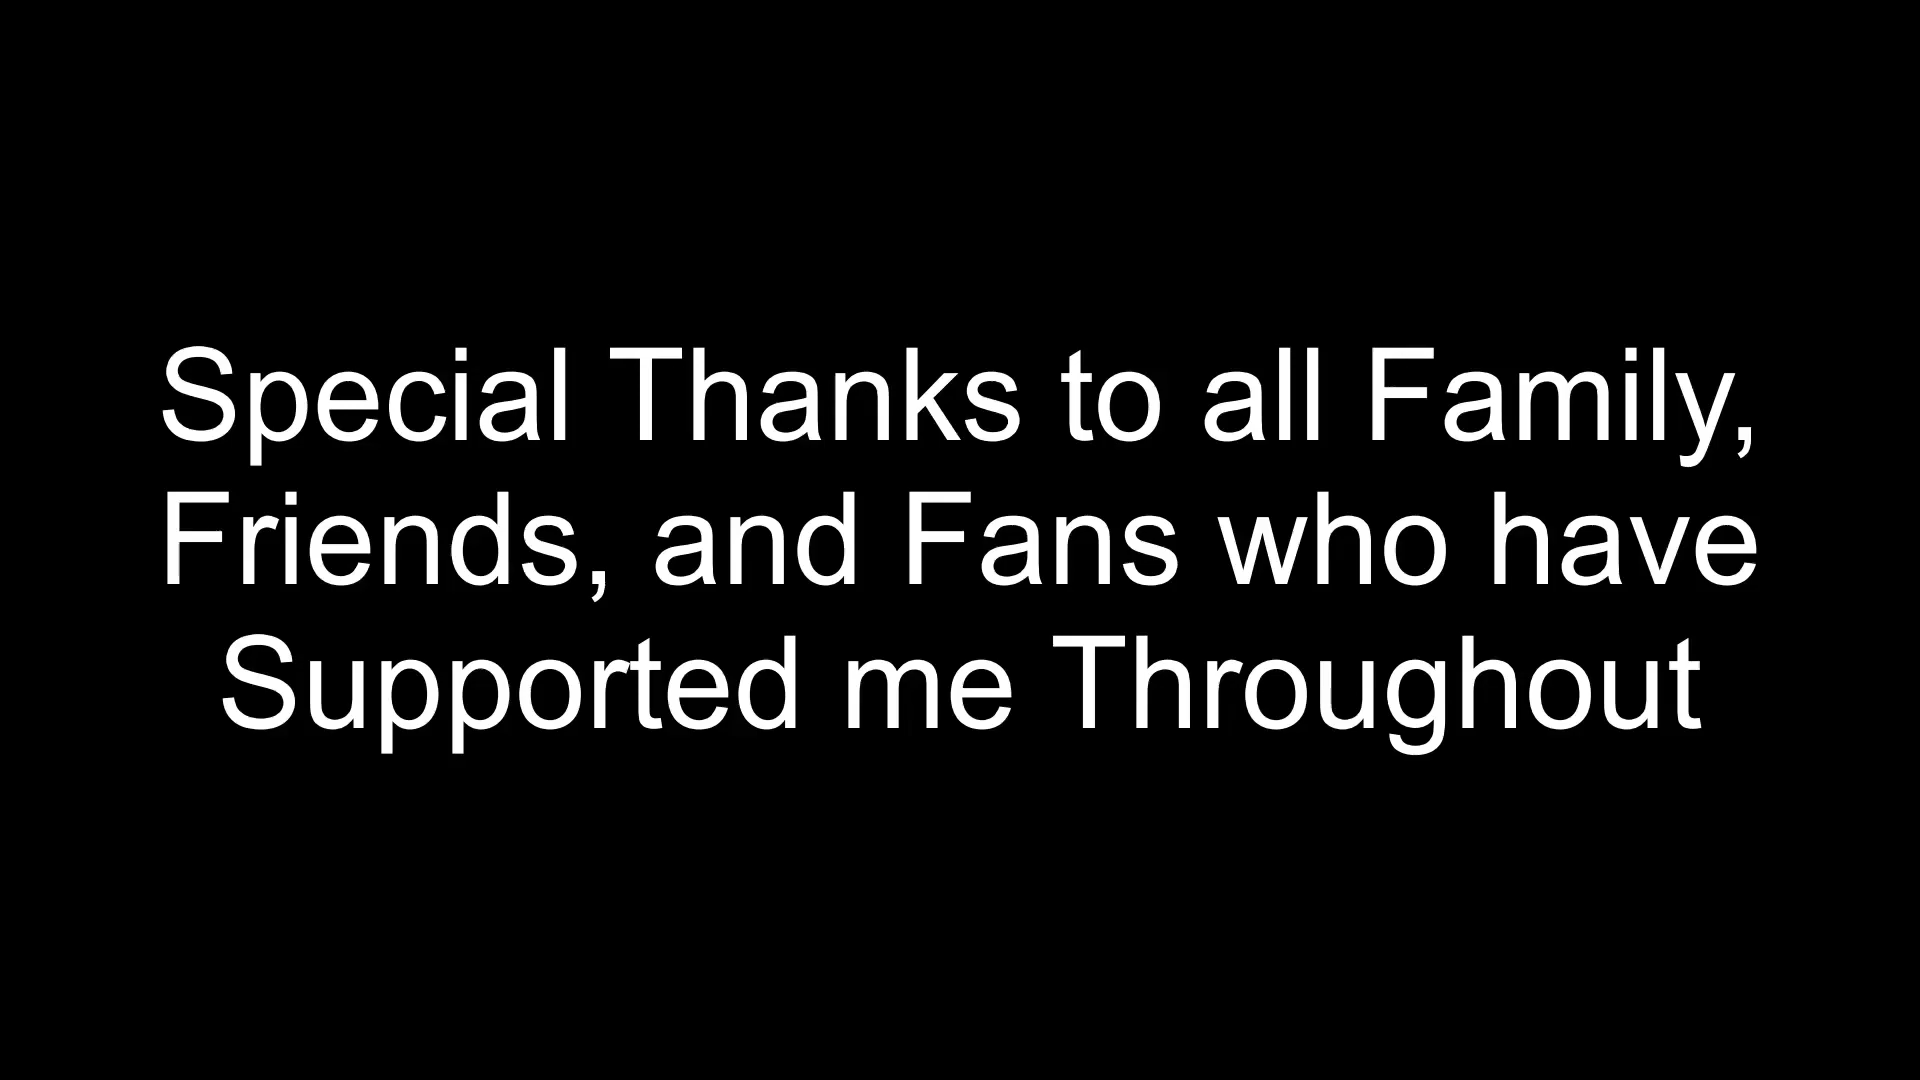 Special Thanks to all Family,
Friends, and Fans who have
Supported me Throughout